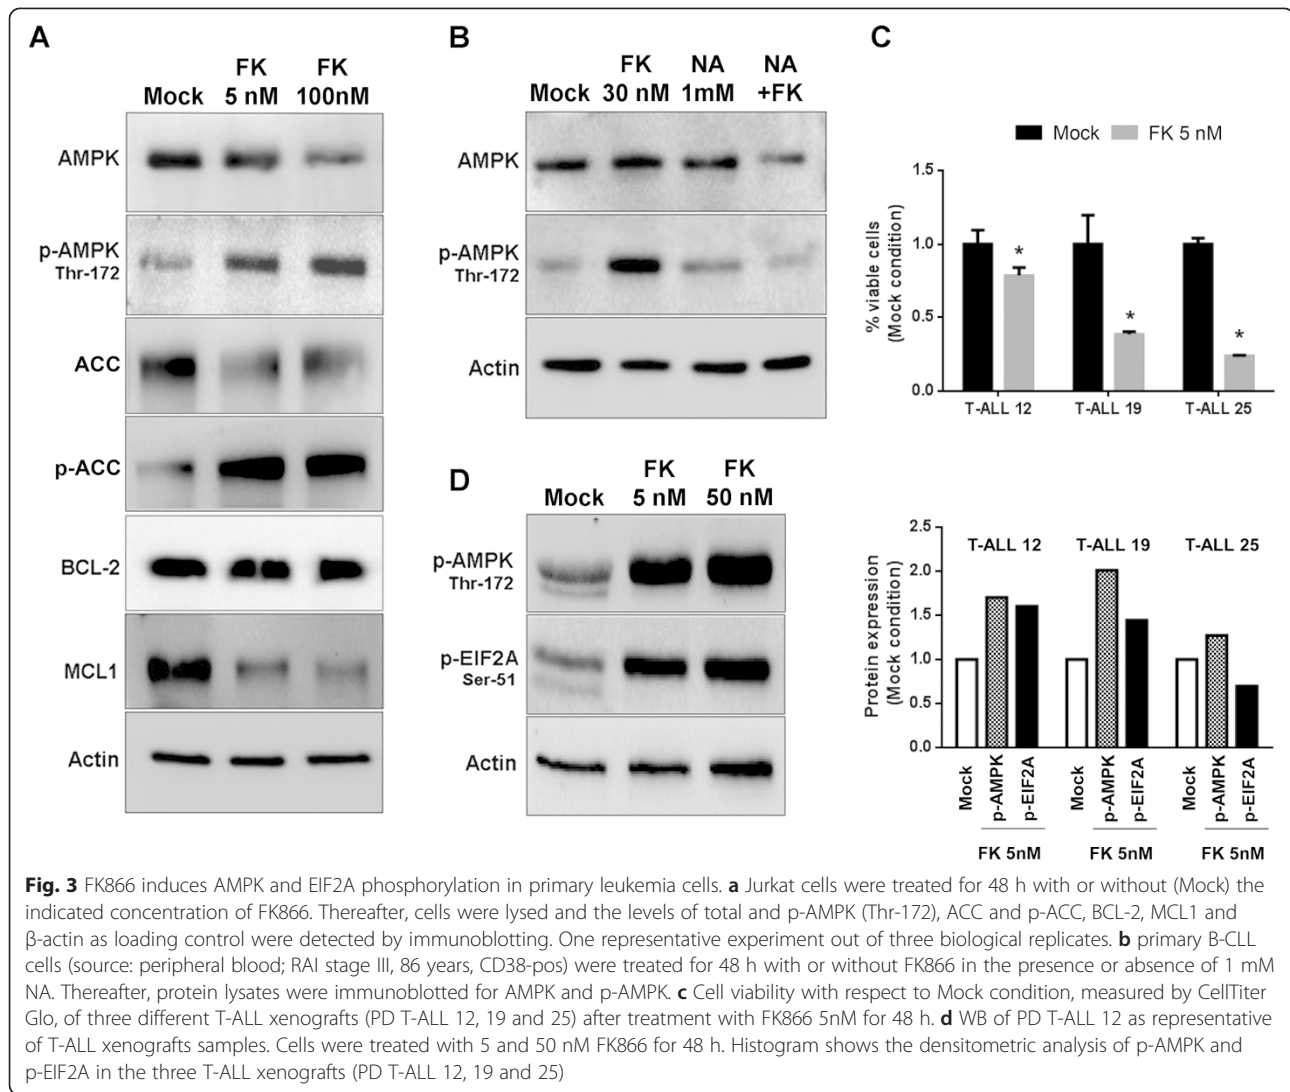 A
FK FK
Mock 5 nM 100nM
AMPK
p-AMPK
Thr-172
ACC
p-ACC
BCL-2
MCL1
Actin
B
FK NA NA
Mock 30 nM 1mM +FK
AMPK
p-AMPK
Thr-172
Actin
C
Mock FK 5 nM
% viable cells
(Mock condition)
1.5
1.0
0.5
0.0
* * *
T-ALL 12 T-ALL 19 T-ALL 25
D
FK FK
Mock 5 nM 50 nM
p-AMPK
Thr-172
p-EIF2A
Ser-51
Actin
Protein expression
(Mock condition)
2.5
2.0
1.5
1.0
0.5
0.0
T-ALL 12 T-ALL 19 T-ALL 25
Mock p-AMPK p-EIF2A Mock p-AMPK p-EIF2A Mock p-AMPK p-EIF2A
FK 5nM FK 5nM FK 5nM
Fig. 3 FK866 induces AMPK and EIF2A phosphorylation in primary leukemia cells. a Jurkat cells were treated for 48 h with or without (Mock) the
indicated concentration of FK866. Thereafter, cells were lysed and the levels of total and p-AMPK (Thr-172), ACC and p-ACC, BCL-2, MCL1 and
β-actin as loading control were detected by immunoblotting. One representative experiment out of three biological replicates. b primary B-CLL
cells (source: peripheral blood; RAI stage III, 86 years, CD38-pos) were treated for 48 h with or without FK866 in the presence or absence of 1 mM
NA. Thereafter, protein lysates were immunoblotted for AMPK and p-AMPK. c Cell viability with respect to Mock condition, measured by CellTiter
Glo, of three different T-ALL xenografts (PD T-ALL 12, 19 and 25) after treatment with FK866 5nM for 48 h. d WB of PD T-ALL 12 as representative
of T-ALL xenografts samples. Cells were treated with 5 and 50 nM FK866 for 48 h. Histogram shows the densitometric analysis of p-AMPK and
p-EIF2A in the three T-ALL xenografts (PD T-ALL 12, 19 and 25)